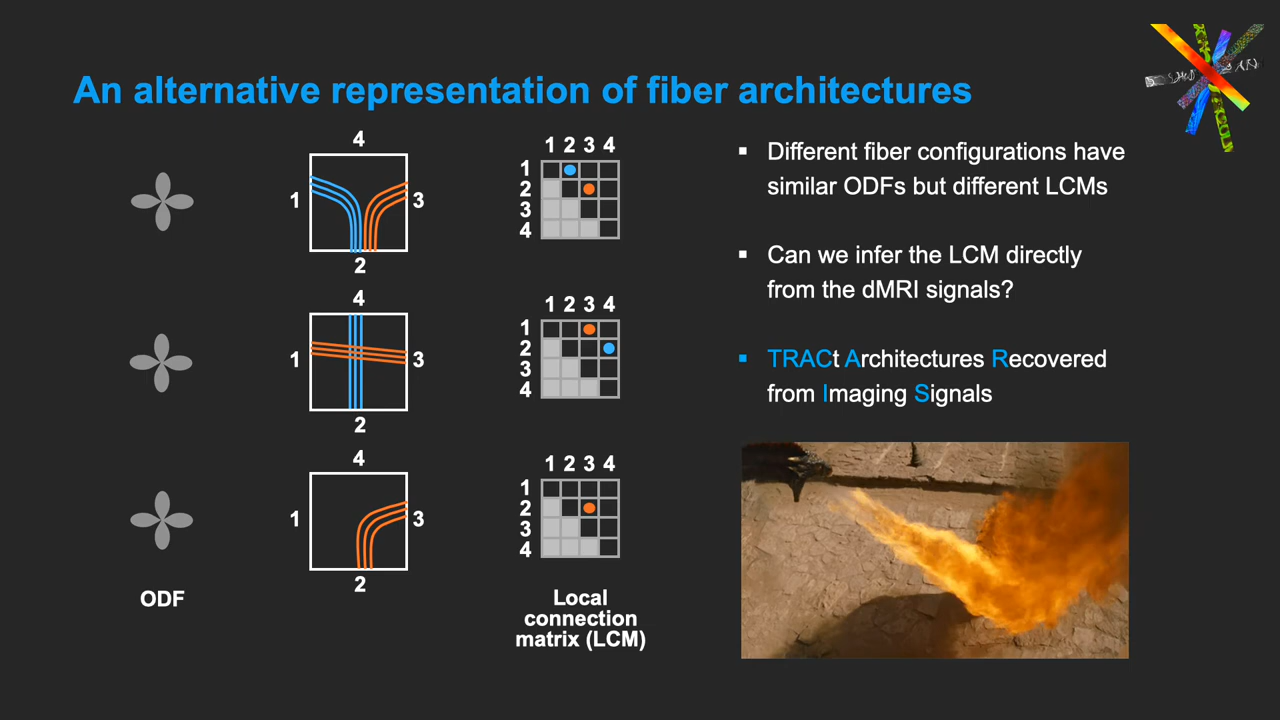 An alternative representation of fiber architectures
4
1
3
2
1 2 3 4
1
2
3
4
4
1
3
2
1 2 3 4
1
2
3
4
4
1
3
2
1 2 3 4
1
2
3
4
ODF
Local
connection
matrix (LCM)
▪ Different fiber configurations have
similar ODFs but different LCMs
▪ Can we infer the LCM directly
from the dMRI signals?
▪ TRACt Architectures Recovered
from Imaging Signals